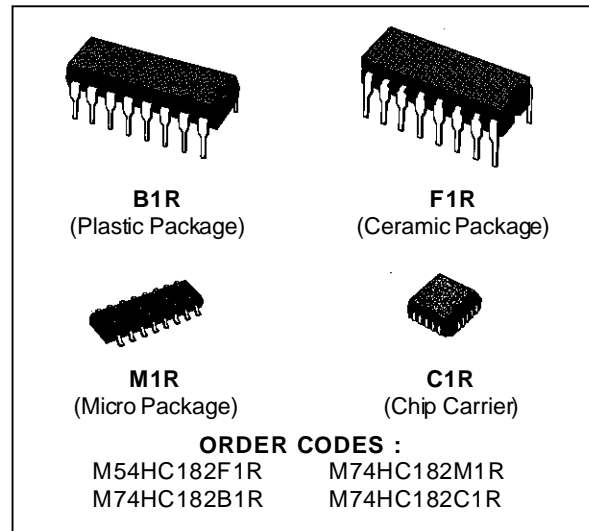 B1R
(Plastic Package)
F1R
(Ceramic Package)
M1R
(Micro Package)
C1R
(Chip Carrier)
ORDER CODES :
M54HC182F1R M74HC182M1R
M74HC182B1R M74HC182C1R